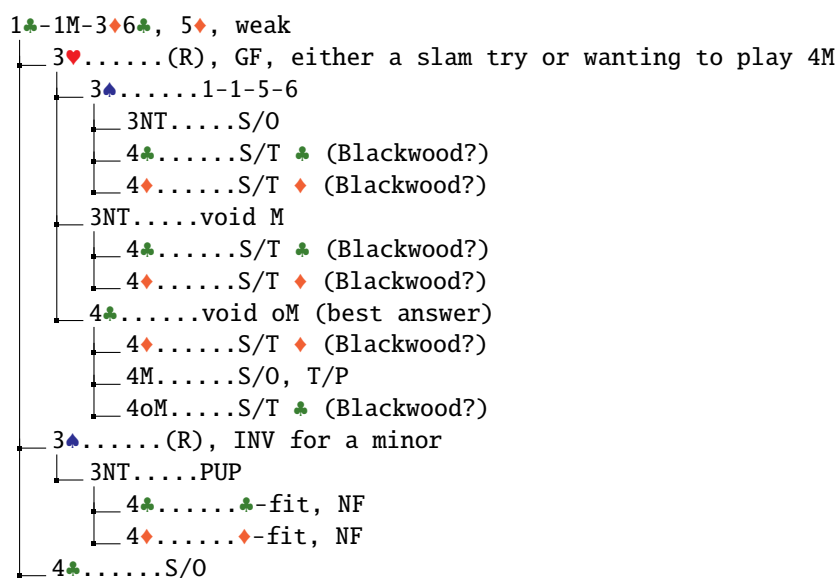 1♣-1M-3♦6♣, 5♦, weak
3♥......(R), GF, either a slam try or wanting to play 4M
3♠......1-1-5-6
3NT.....S/O
4♣......S/T ♣ (Blackwood?)
4♦......S/T ♦ (Blackwood?)
3NT.....void M
4♣......S/T ♣ (Blackwood?)
4♦......S/T ♦ (Blackwood?)
4♣......void oM (best answer)
4♦......S/T ♦ (Blackwood?)
4M......S/O, T/P
4oM.....S/T ♣ (Blackwood?)
3♠......(R), INV for a minor
3NT.....PUP
4♣......♣-fit, NF
4♦......♦-fit, NF
4♣......S/O